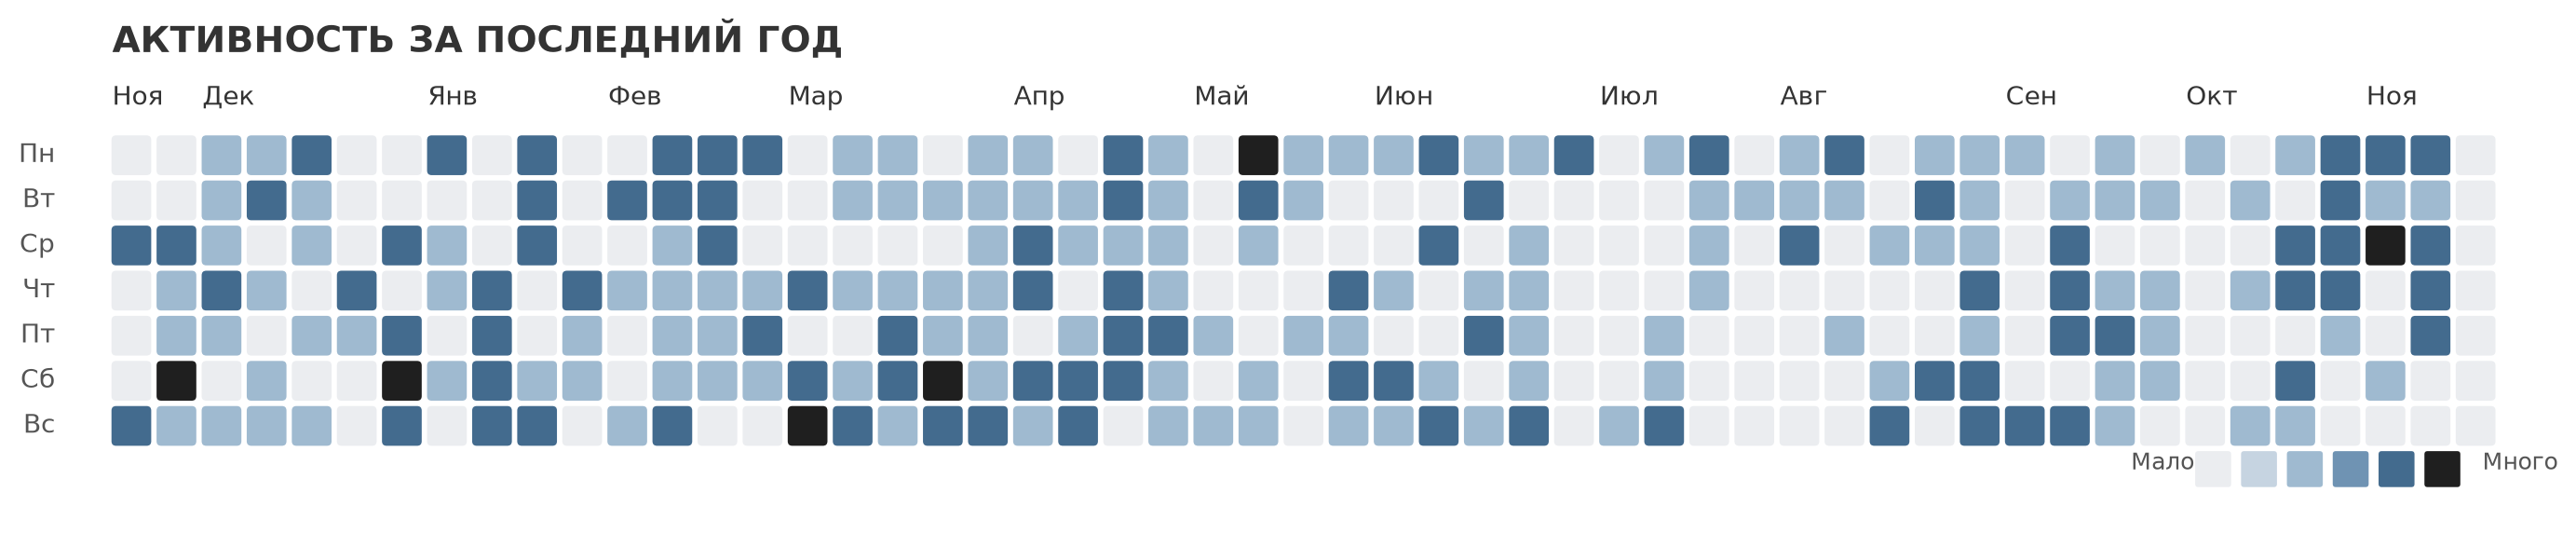 АКТИВНОСТЬ ЗА ПОСЛЕДНИЙ ГОД
Ноя Дек Янв Фев Мар Апр Май Июн Июл Авг Сен Окт Ноя
Пн
Вт
Ср
Чт
Пт
Сб
Вс
Мало Много